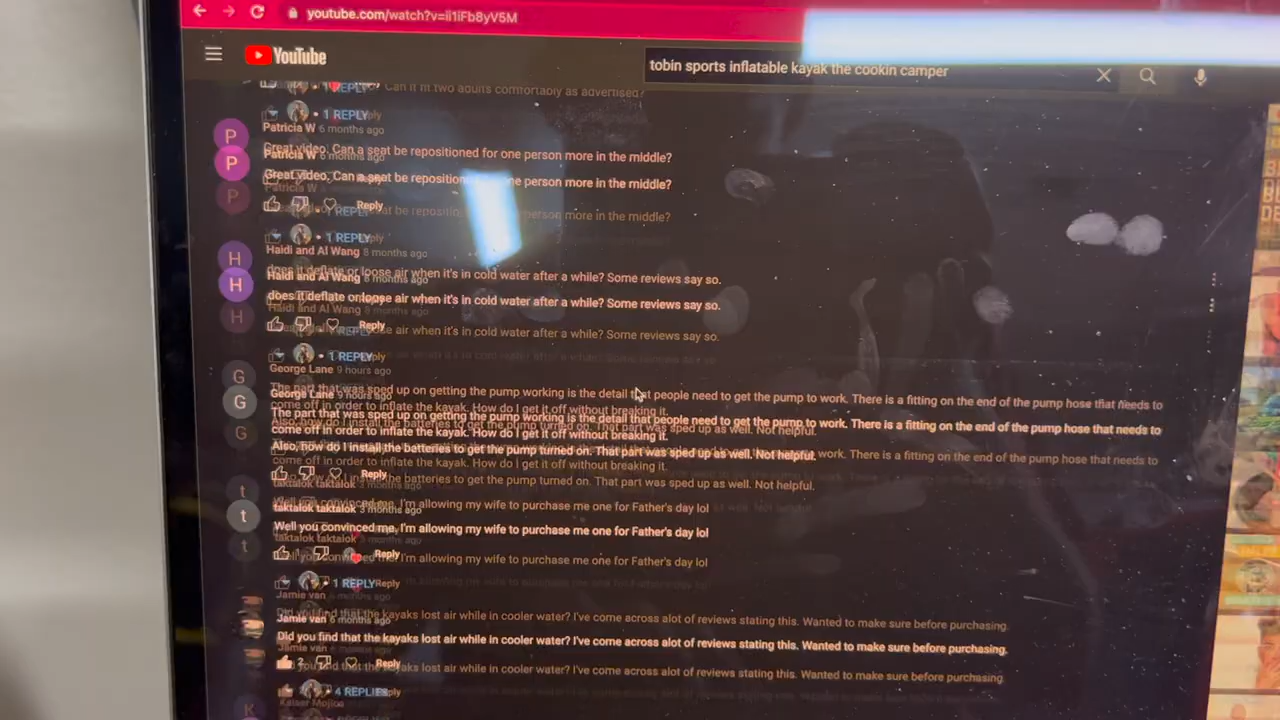 youtube.com/watch?v=ii1iFb8yV5M
YouTube
tobin sports inflatable kayak the cookin camper
1 REPLY Can it fit two adults comfortably as advertised?
1 REPLY
P Patricia W 6 months ago
Great video. Can a seat be repositioned for one person more in the middle?
Reply
1 REPLY
H Haidi and Al Wang 8 months ago
does it deflate or loose air when it's in cold water after a while? Some reviews say so.
Reply
1 REPLY
G George Lane 9 hours ago
The part that was sped up on getting the pump working is the detail that people need to get the pump to work. There is a fitting on the end of the pump hose that needs to
come off in order to inflate the kayak. How do I get it off without breaking it.
Also, how do I install the batteries to get the pump turned on. That part was sped up as well. Not helpful.
Reply
t taktalok taktalok 3 months ago
Well you convinced me, I'm allowing my wife to purchase me one for Father's day lol
Reply
1 REPLY
Jamie van 6 months ago
Did you find that the kayaks lost air while in cooler water? I've come across alot of reviews stating this. Wanted to make sure before purchasing.
Reply
4 REPLIES
K